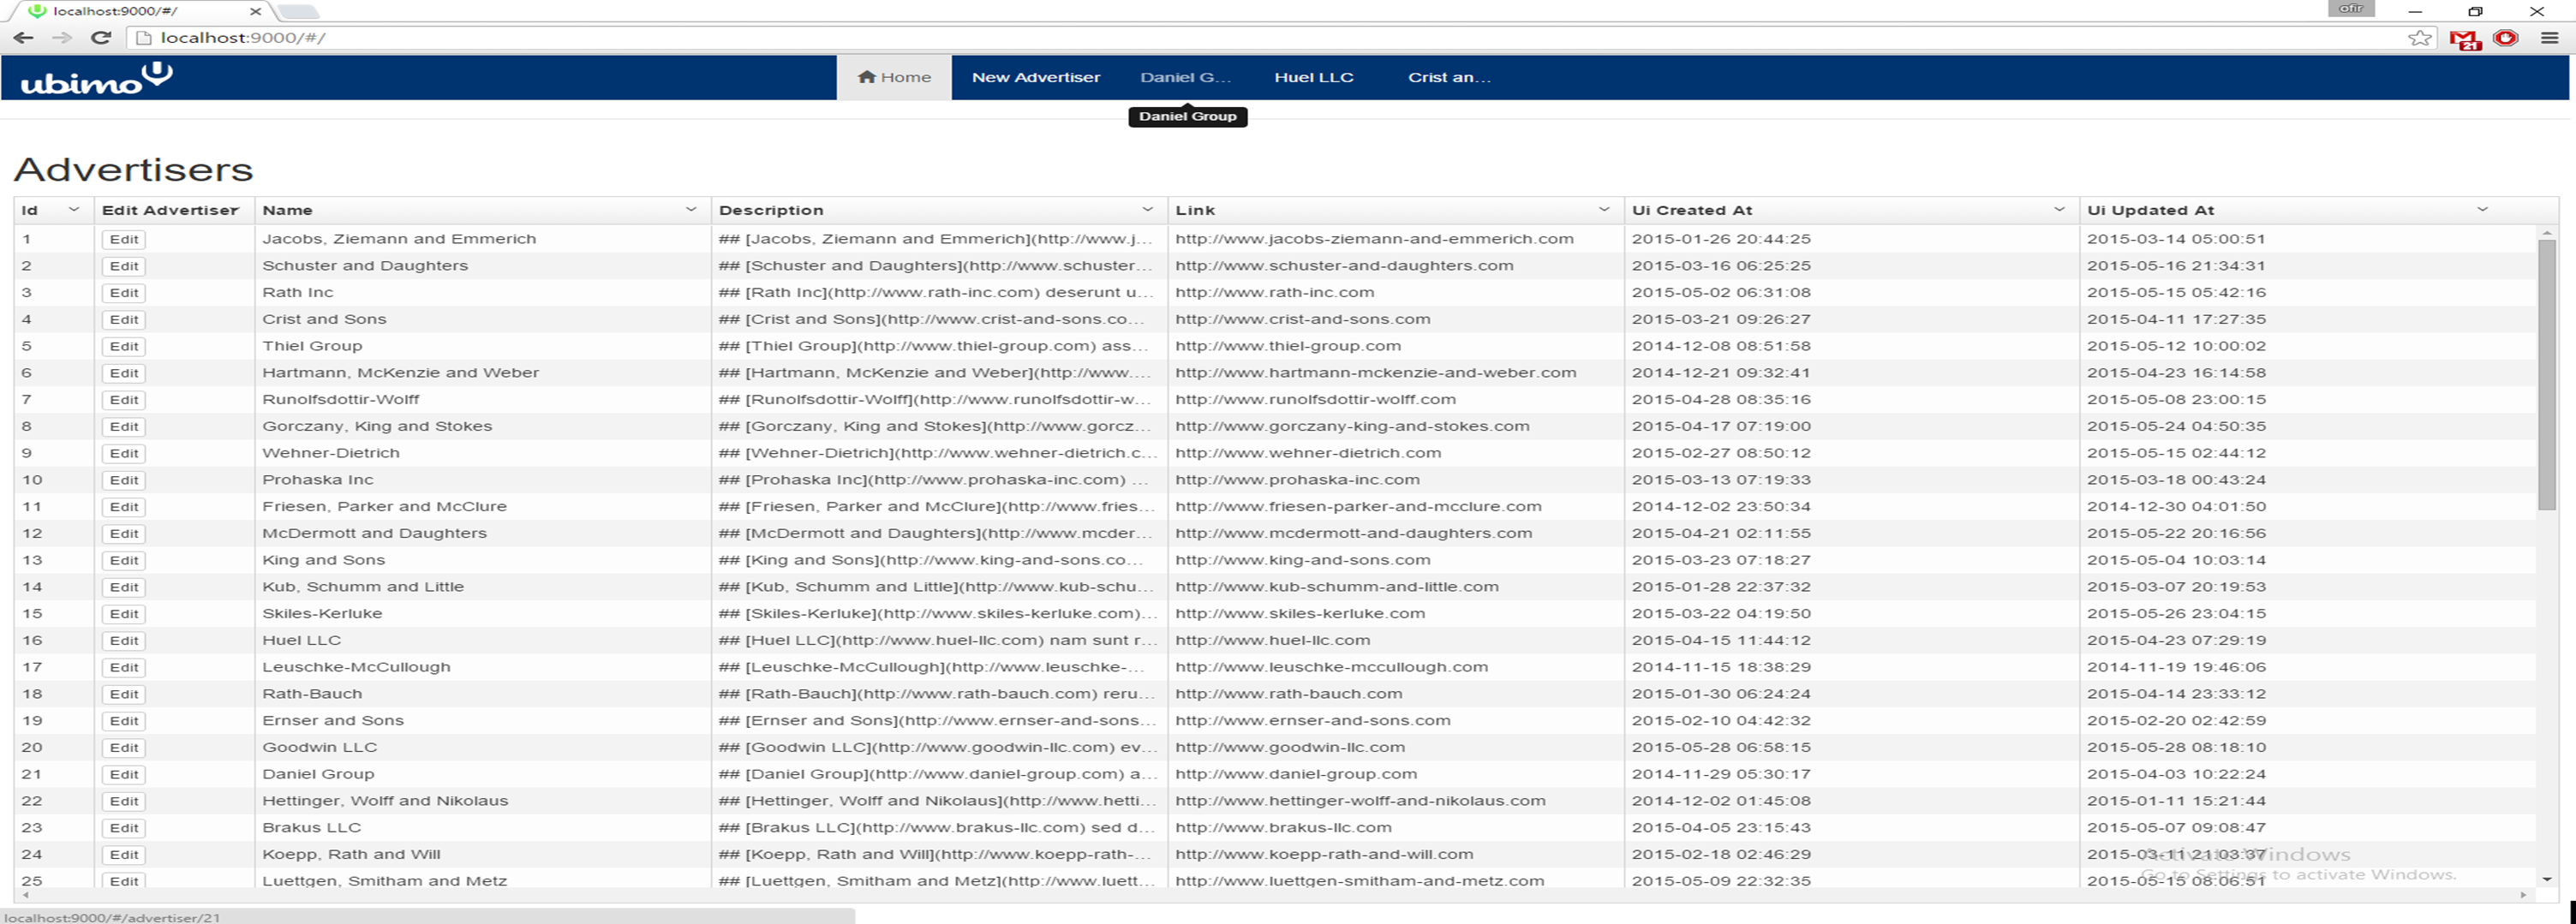 localhost:9000/#/
ofir
localhost:9000/#/
21
ubimo
Home New Advertiser Daniel G... Huel LLC Crist an...
Daniel Group
Advertisers
Id Edit Advertiser Name Description Link Ui Created At Ui Updated At
1 Edit Jacobs, Ziemann and Emmerich ## [Jacobs, Ziemann and Emmerich](http://www.j... http://www.jacobs-ziemann-and-emmerich.com 2015-01-26 20:44:25 2015-03-14 05:00:51
2 Edit Schuster and Daughters ## [Schuster and Daughters](http://www.schuster... http://www.schuster-and-daughters.com 2015-03-16 06:25:25 2015-05-16 21:34:31
3 Edit Rath Inc ## [Rath Inc](http://www.rath-inc.com) deserunt u... http://www.rath-inc.com 2015-05-02 06:31:08 2015-05-15 05:42:16
4 Edit Crist and Sons ## [Crist and Sons](http://www.crist-and-sons.co... http://www.crist-and-sons.com 2015-03-21 09:26:27 2015-04-11 17:27:35
5 Edit Thiel Group ## [Thiel Group](http://www.thiel-group.com) ass... http://www.thiel-group.com 2014-12-08 08:51:58 2015-05-12 10:00:02
6 Edit Hartmann, McKenzie and Weber ## [Hartmann, McKenzie and Weber](http://www.... http://www.hartmann-mckenzie-and-weber.com 2014-12-21 09:32:41 2015-04-23 16:14:58
7 Edit Runolfsdottir-Wolff ## [Runolfsdottir-Wolff](http://www.runolfsdottir-w... http://www.runolfsdottir-wolff.com 2015-04-28 08:35:16 2015-05-08 23:00:15
8 Edit Gorczany, King and Stokes ## [Gorczany, King and Stokes](http://www.gorcz... http://www.gorczany-king-and-stokes.com 2015-04-17 07:19:00 2015-05-24 04:50:35
9 Edit Wehner-Dietrich ## [Wehner-Dietrich](http://www.wehner-dietrich.c... http://www.wehner-dietrich.com 2015-02-27 08:50:12 2015-05-15 02:44:12
10 Edit Prohaska Inc ## [Prohaska Inc](http://www.prohaska-inc.com) ... http://www.prohaska-inc.com 2015-03-13 07:19:33 2015-03-18 00:43:24
11 Edit Friesen, Parker and McClure ## [Friesen, Parker and McClure](http://www.fries... http://www.friesen-parker-and-mcclure.com 2014-12-02 23:50:34 2014-12-30 04:01:50
12 Edit McDermott and Daughters ## [McDermott and Daughters](http://www.mcder... http://www.mcdermott-and-daughters.com 2015-04-21 02:11:55 2015-05-22 20:16:56
13 Edit King and Sons ## [King and Sons](http://www.king-and-sons.co... http://www.king-and-sons.com 2015-03-23 07:18:27 2015-05-04 10:03:14
14 Edit Kub, Schumm and Little ## [Kub, Schumm and Little](http://www.kub-schu... http://www.kub-schumm-and-little.com 2015-01-28 22:37:32 2015-03-07 20:19:53
15 Edit Skiles-Kerluke ## [Skiles-Kerluke](http://www.skiles-kerluke.com)... http://www.skiles-kerluke.com 2015-03-22 04:19:50 2015-05-26 23:04:15
16 Edit Huel LLC ## [Huel LLC](http://www.huel-llc.com) nam sunt r... http://www.huel-llc.com 2015-04-15 11:44:12 2015-04-23 07:29:19
17 Edit Leuschke-McCullough ## [Leuschke-McCullough](http://www.leuschke-... http://www.leuschke-mccullough.com 2014-11-15 18:38:29 2014-11-19 19:46:06
18 Edit Rath-Bauch ## [Rath-Bauch](http://www.rath-bauch.com) reru... http://www.rath-bauch.com 2015-01-30 06:24:24 2015-04-14 23:33:12
19 Edit Ernser and Sons ## [Ernser and Sons](http://www.ernser-and-sons... http://www.ernser-and-sons.com 2015-02-10 04:42:32 2015-02-20 02:42:59
20 Edit Goodwin LLC ## [Goodwin LLC](http://www.goodwin-llc.com) ev... http://www.goodwin-llc.com 2015-05-28 06:58:15 2015-05-28 08:18:10
21 Edit Daniel Group ## [Daniel Group](http://www.daniel-group.com) a... http://www.daniel-group.com 2014-11-29 05:30:17 2015-04-03 10:22:24
22 Edit Hettinger, Wolff and Nikolaus ## [Hettinger, Wolff and Nikolaus](http://www.hetti... http://www.hettinger-wolff-and-nikolaus.com 2014-12-02 01:45:08 2015-01-11 15:21:44
23 Edit Brakus LLC ## [Brakus LLC](http://www.brakus-llc.com) sed d... http://www.brakus-llc.com 2015-04-05 23:15:43 2015-05-07 09:08:47
24 Edit Koepp, Rath and Will ## [Koepp, Rath and Will](http://www.koepp-rath-... http://www.koepp-rath-and-will.com 2015-02-18 02:46:29 2015-03-11 21:03:37
Activate Windows
25 Edit Luettgen, Smitham and Metz ## [Luettgen, Smitham and Metz](http://www.luett... http://www.luettgen-smitham-and-metz.com 2015-05-09 22:32:35 2015-05-15 08:06:51
Go to Settings to activate Windows.
localhost:9000/#/advertiser/21